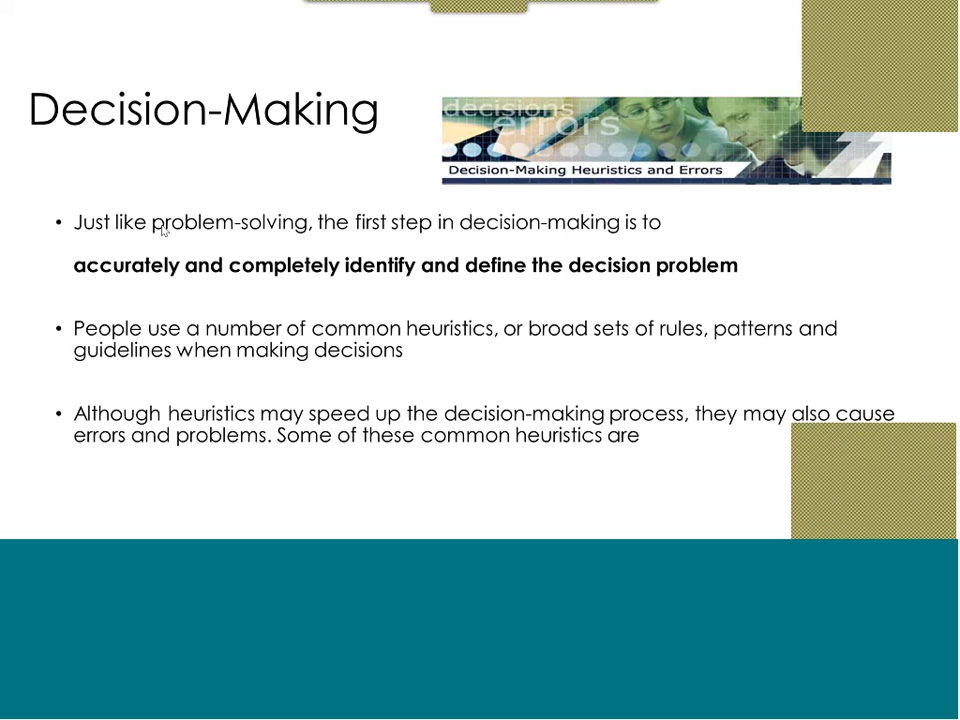 Decision-Making
decisions
errors
Decision-Making Heuristics and Errors
• Just like problem-solving, the first step in decision-making is to
accurately and completely identify and define the decision problem
• People use a number of common heuristics, or broad sets of rules, patterns and
guidelines when making decisions
• Although heuristics may speed up the decision-making process, they may also cause
errors and problems. Some of these common heuristics are